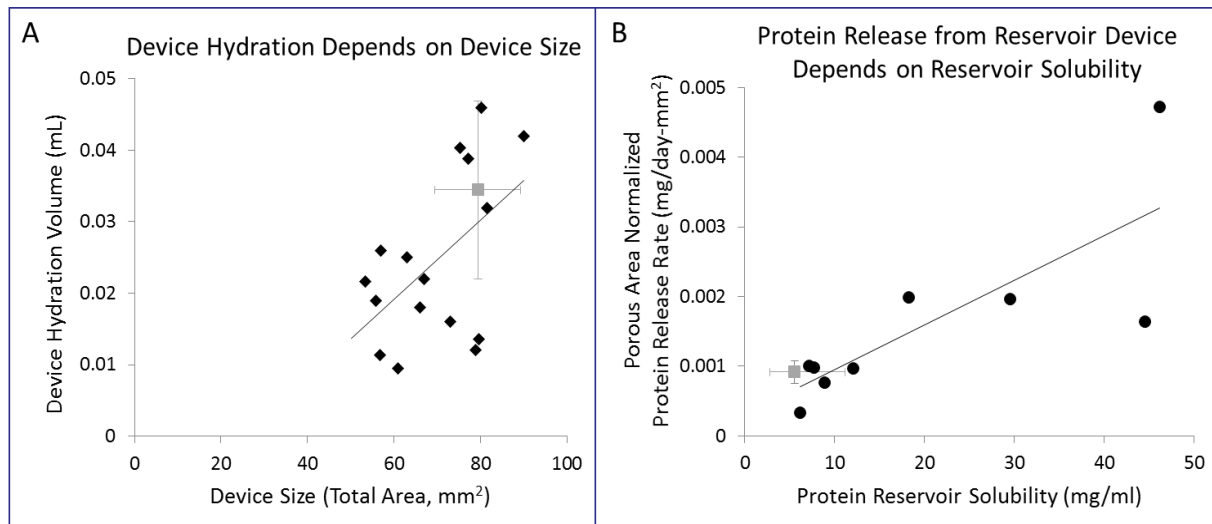 A
Device Hydration Depends on Device Size
Device Hydration Volume (mL)
0.05
0.04
0.03
0.02
0.01
0
0
20
40
60
80
100
Device Size (Total Area, mm²)
B
Protein Release from Reservoir Device
Depends on Reservoir Solubility
Porous Area Normalized
Protein Release Rate (mg/day-mm²)
0.005
0.004
0.003
0.002
0.001
0
0
10
20
30
40
50
Protein Reservoir Solubility (mg/ml)